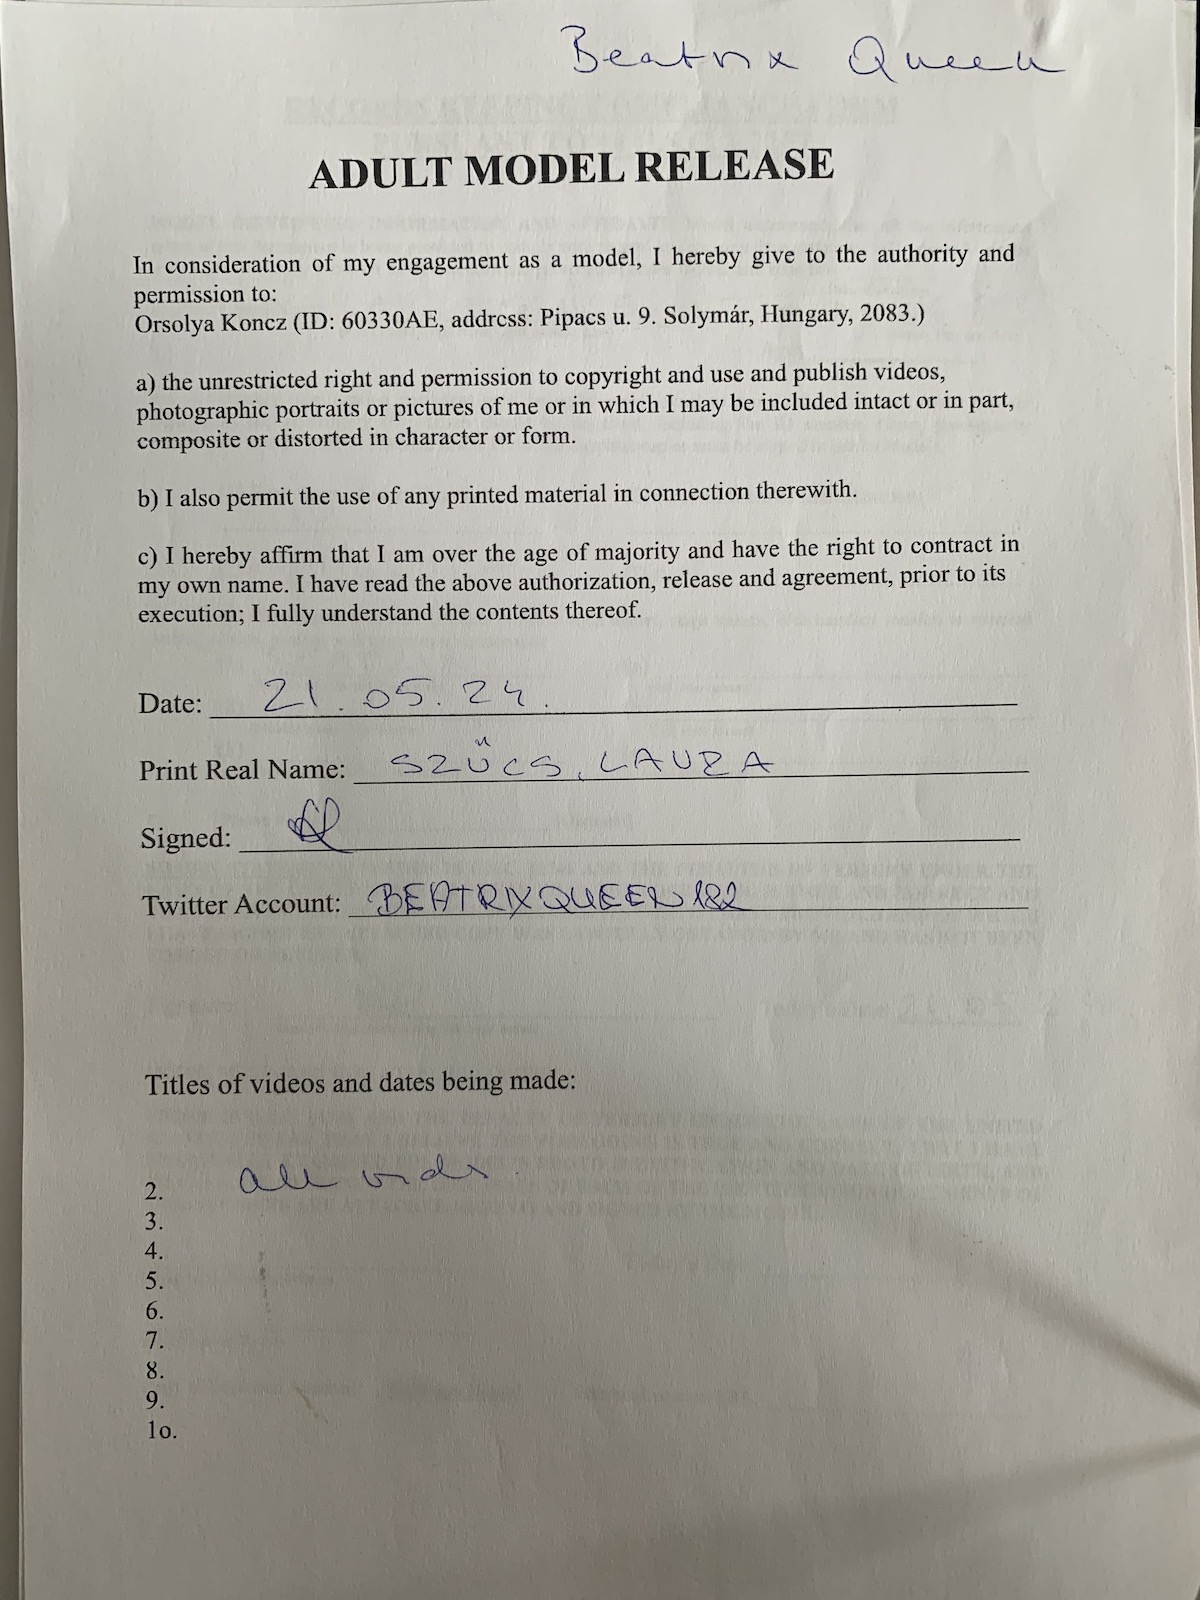 Beatrix Queen
ADULT MODEL RELEASE
In consideration of my engagement as a model, I hereby give to the authority and
permission to:
Orsolya Koncz (ID: 60330AE, address: Pipacs u. 9. Solymár, Hungary, 2083.)
a) the unrestricted right and permission to copyright and use and publish videos,
photographic portraits or pictures of me or in which I may be included intact or in part,
composite or distorted in character or form.
b) I also permit the use of any printed material in connection therewith.
c) I hereby affirm that I am over the age of majority and have the right to contract in
my own name. I have read the above authorization, release and agreement, prior to its
execution; I fully understand the contents thereof.
Date: 21.05.24.
Print Real Name: SZŰCS, LAURA
Signed:
Twitter Account: BEATRIXQUEEN182
Titles of videos and dates being made:
all vids
2.
3.
4.
5.
6.
7.
8.
9.
1o.